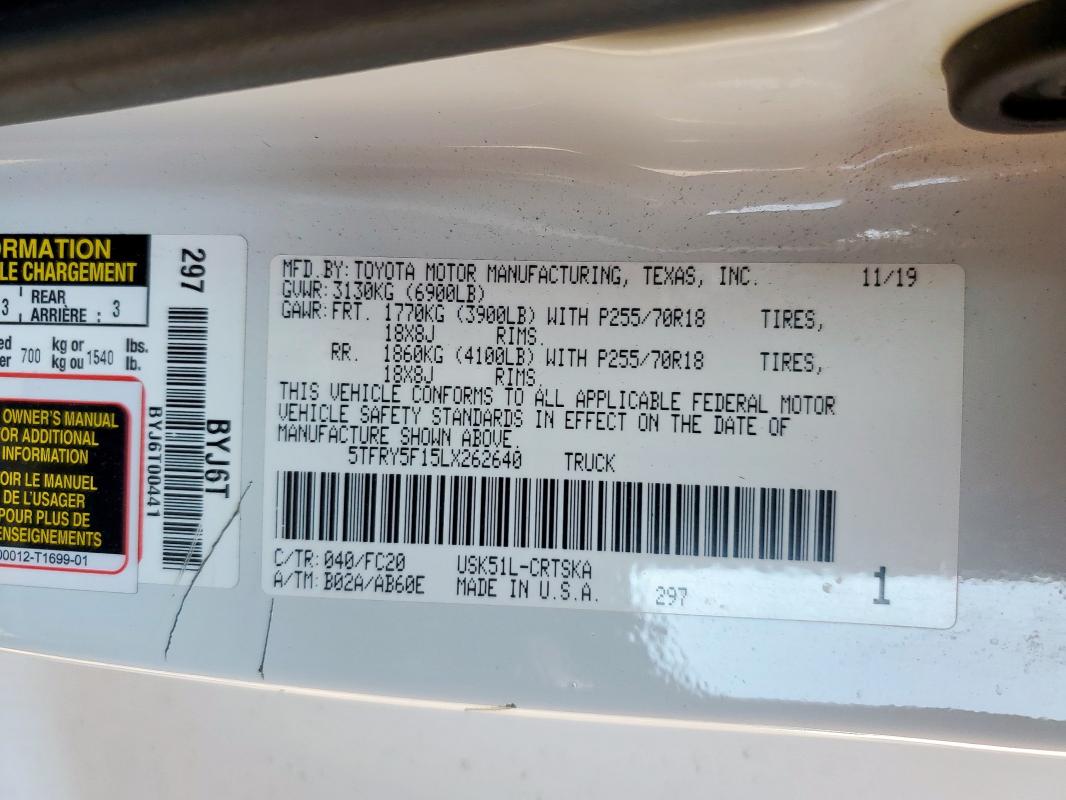 ORMATION
LE CHARGEMENT
3 REAR ARRIÈRE : 3
700 kg or kg ou 1540 lbs. lb.
OWNER'S MANUAL
OR ADDITIONAL
INFORMATION
OIR LE MANUEL
DE L'USAGER
POUR PLUS DE
ENSEIGNEMENTS
00012-T1699-01
297
BYJ6T
BYJ6T00441
MFD.BY: TOYOTA MOTOR MANUFACTURING, TEXAS, INC. 11/19
GVWR: 3130KG (6900LB)
GAWR: FRT. 1770KG (3900LB) WITH P255/70R18 TIRES,
18X8J RIMS.
RR. 1860KG (4100LB) WITH P255/70R18 TIRES,
18X8J RIMS.
THIS VEHICLE CONFORMS TO ALL APPLICABLE FEDERAL MOTOR
VEHICLE SAFETY STANDARDS IN EFFECT ON THE DATE OF
MANUFACTURE SHOWN ABOVE.
5TFRY5F15LX262640 TRUCK
C/TR: 040/FC20 USK51L-CRTSKA
A/TM: B02A/AB60E MADE IN U.S.A. 297 1